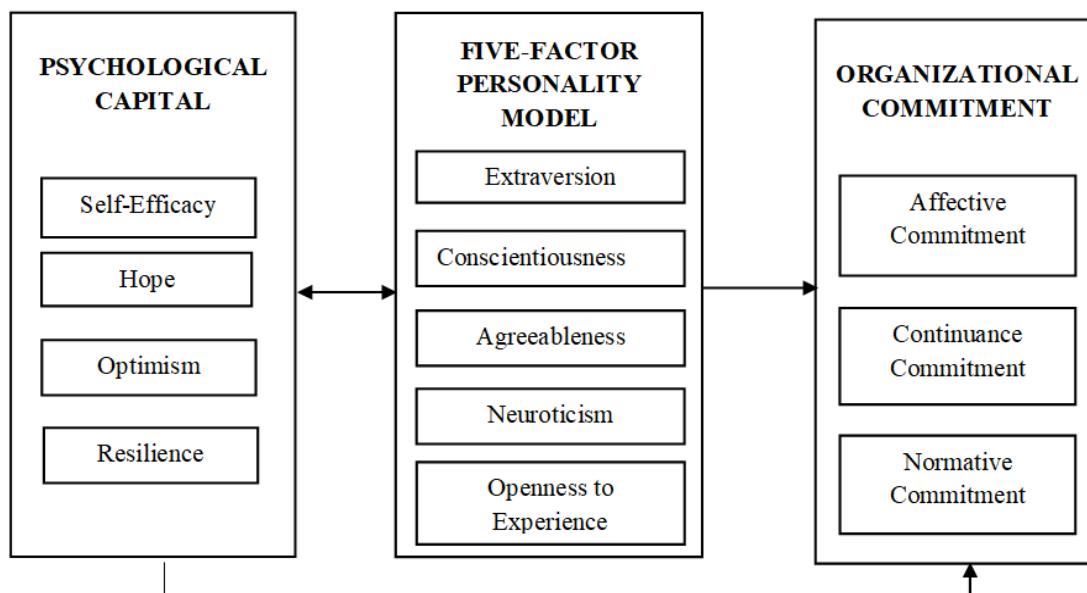 PSYCHOLOGICAL
CAPITAL
Self-Efficacy
Hope
Optimism
Resilience
FIVE-FACTOR
PERSONALITY
MODEL
Extraversion
Conscientiousness
Agreeableness
Neuroticism
Openness to
Experience
ORGANIZATIONAL
COMMITMENT
Affective
Commitment
Continuance
Commitment
Normative
Commitment